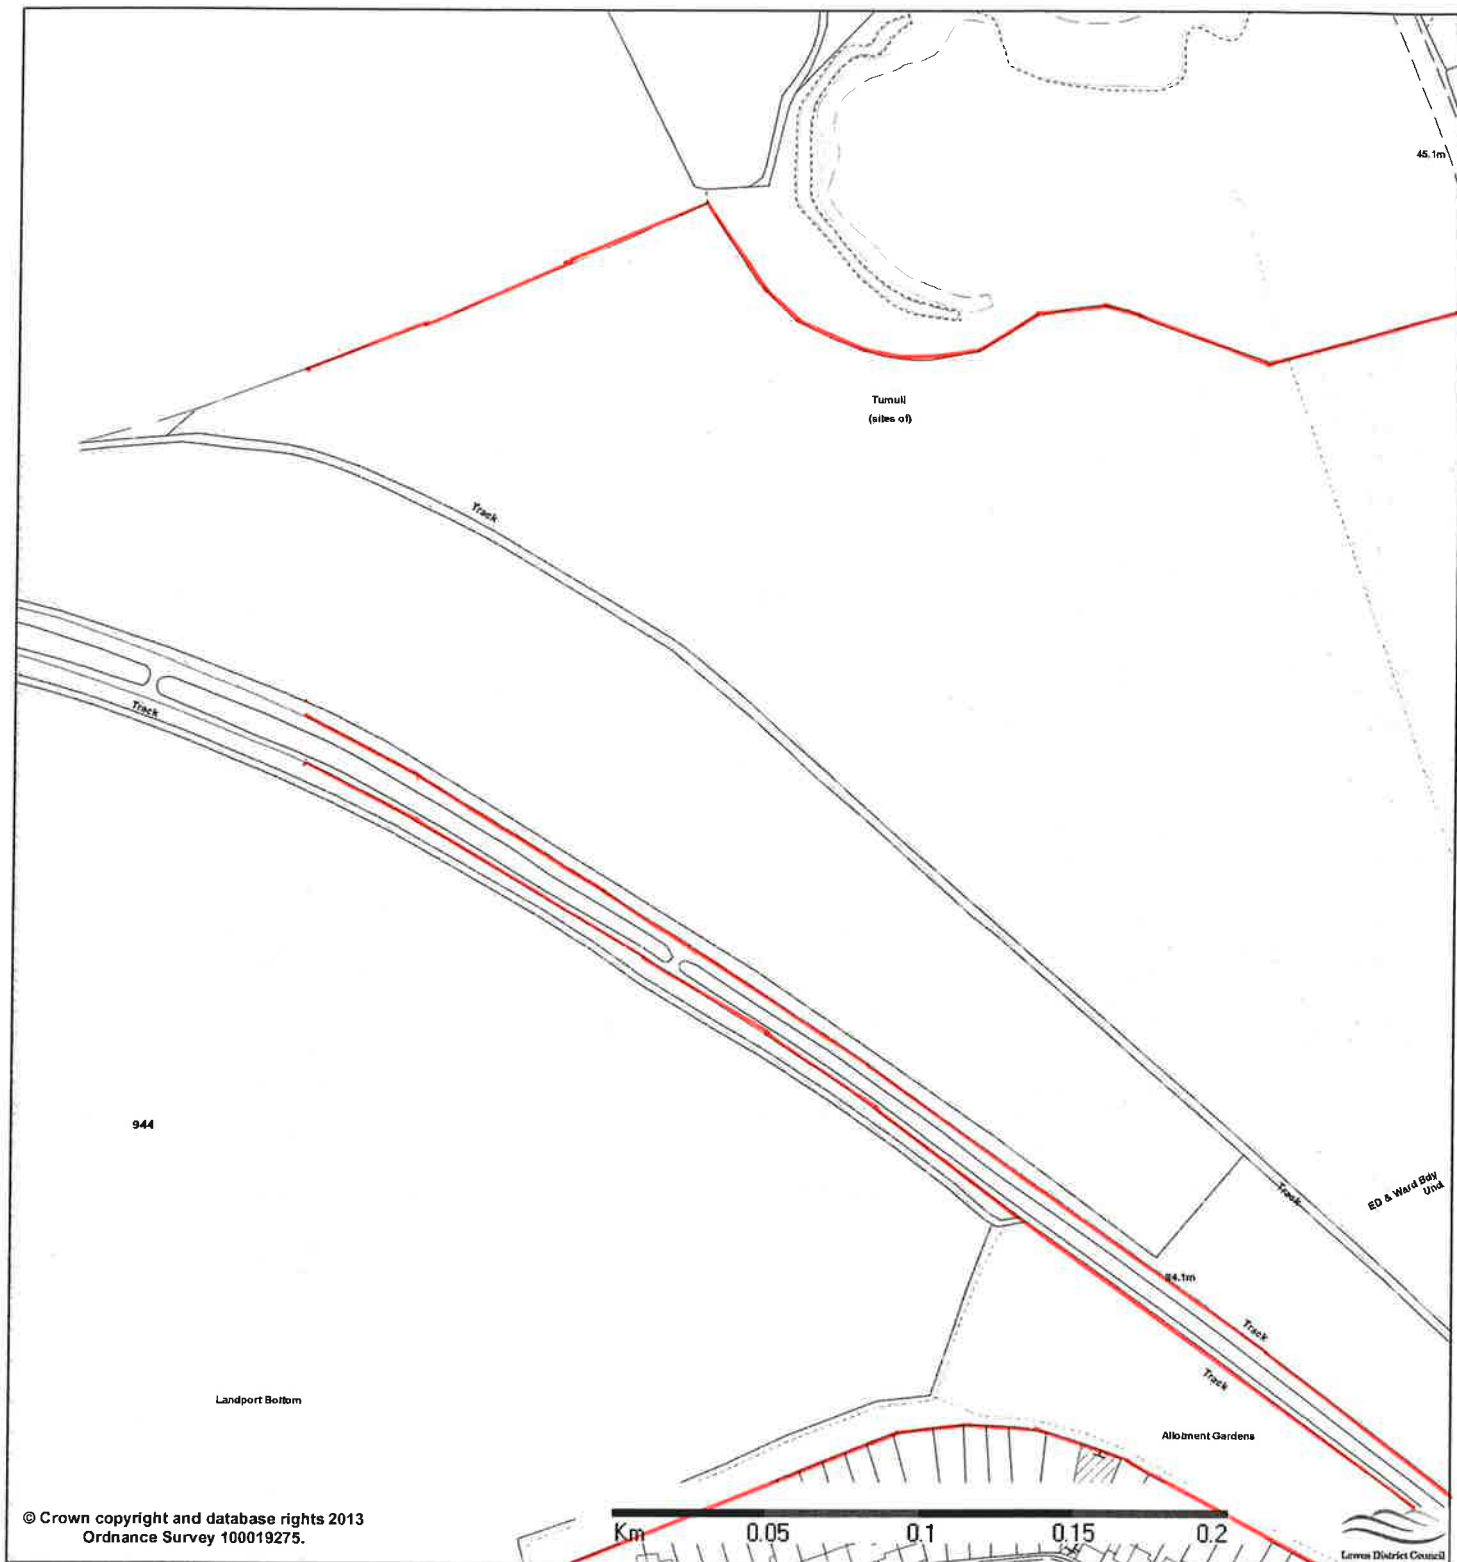 45.1m
Tumuli
(sites of)
Track
Track
944
Track
ED & Ward Bdy
Und
84.1m
Track
Track
Landport Bottom
Allotment Gardens
© Crown copyright and database rights 2013
Ordnance Survey 100019275.
Km 0.05 0.1 0.15 0.2
Lewes District Council